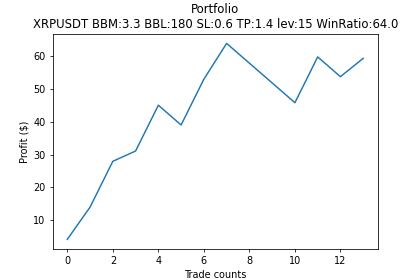 Portfolio
XRPUSDT BBM:3.3 BBL:180 SL:0.6 TP:1.4 lev:15 WinRatio:64.0
Profit ($)
60
50
40
30
20
10
0 2 4 6 8 10 12
Trade counts